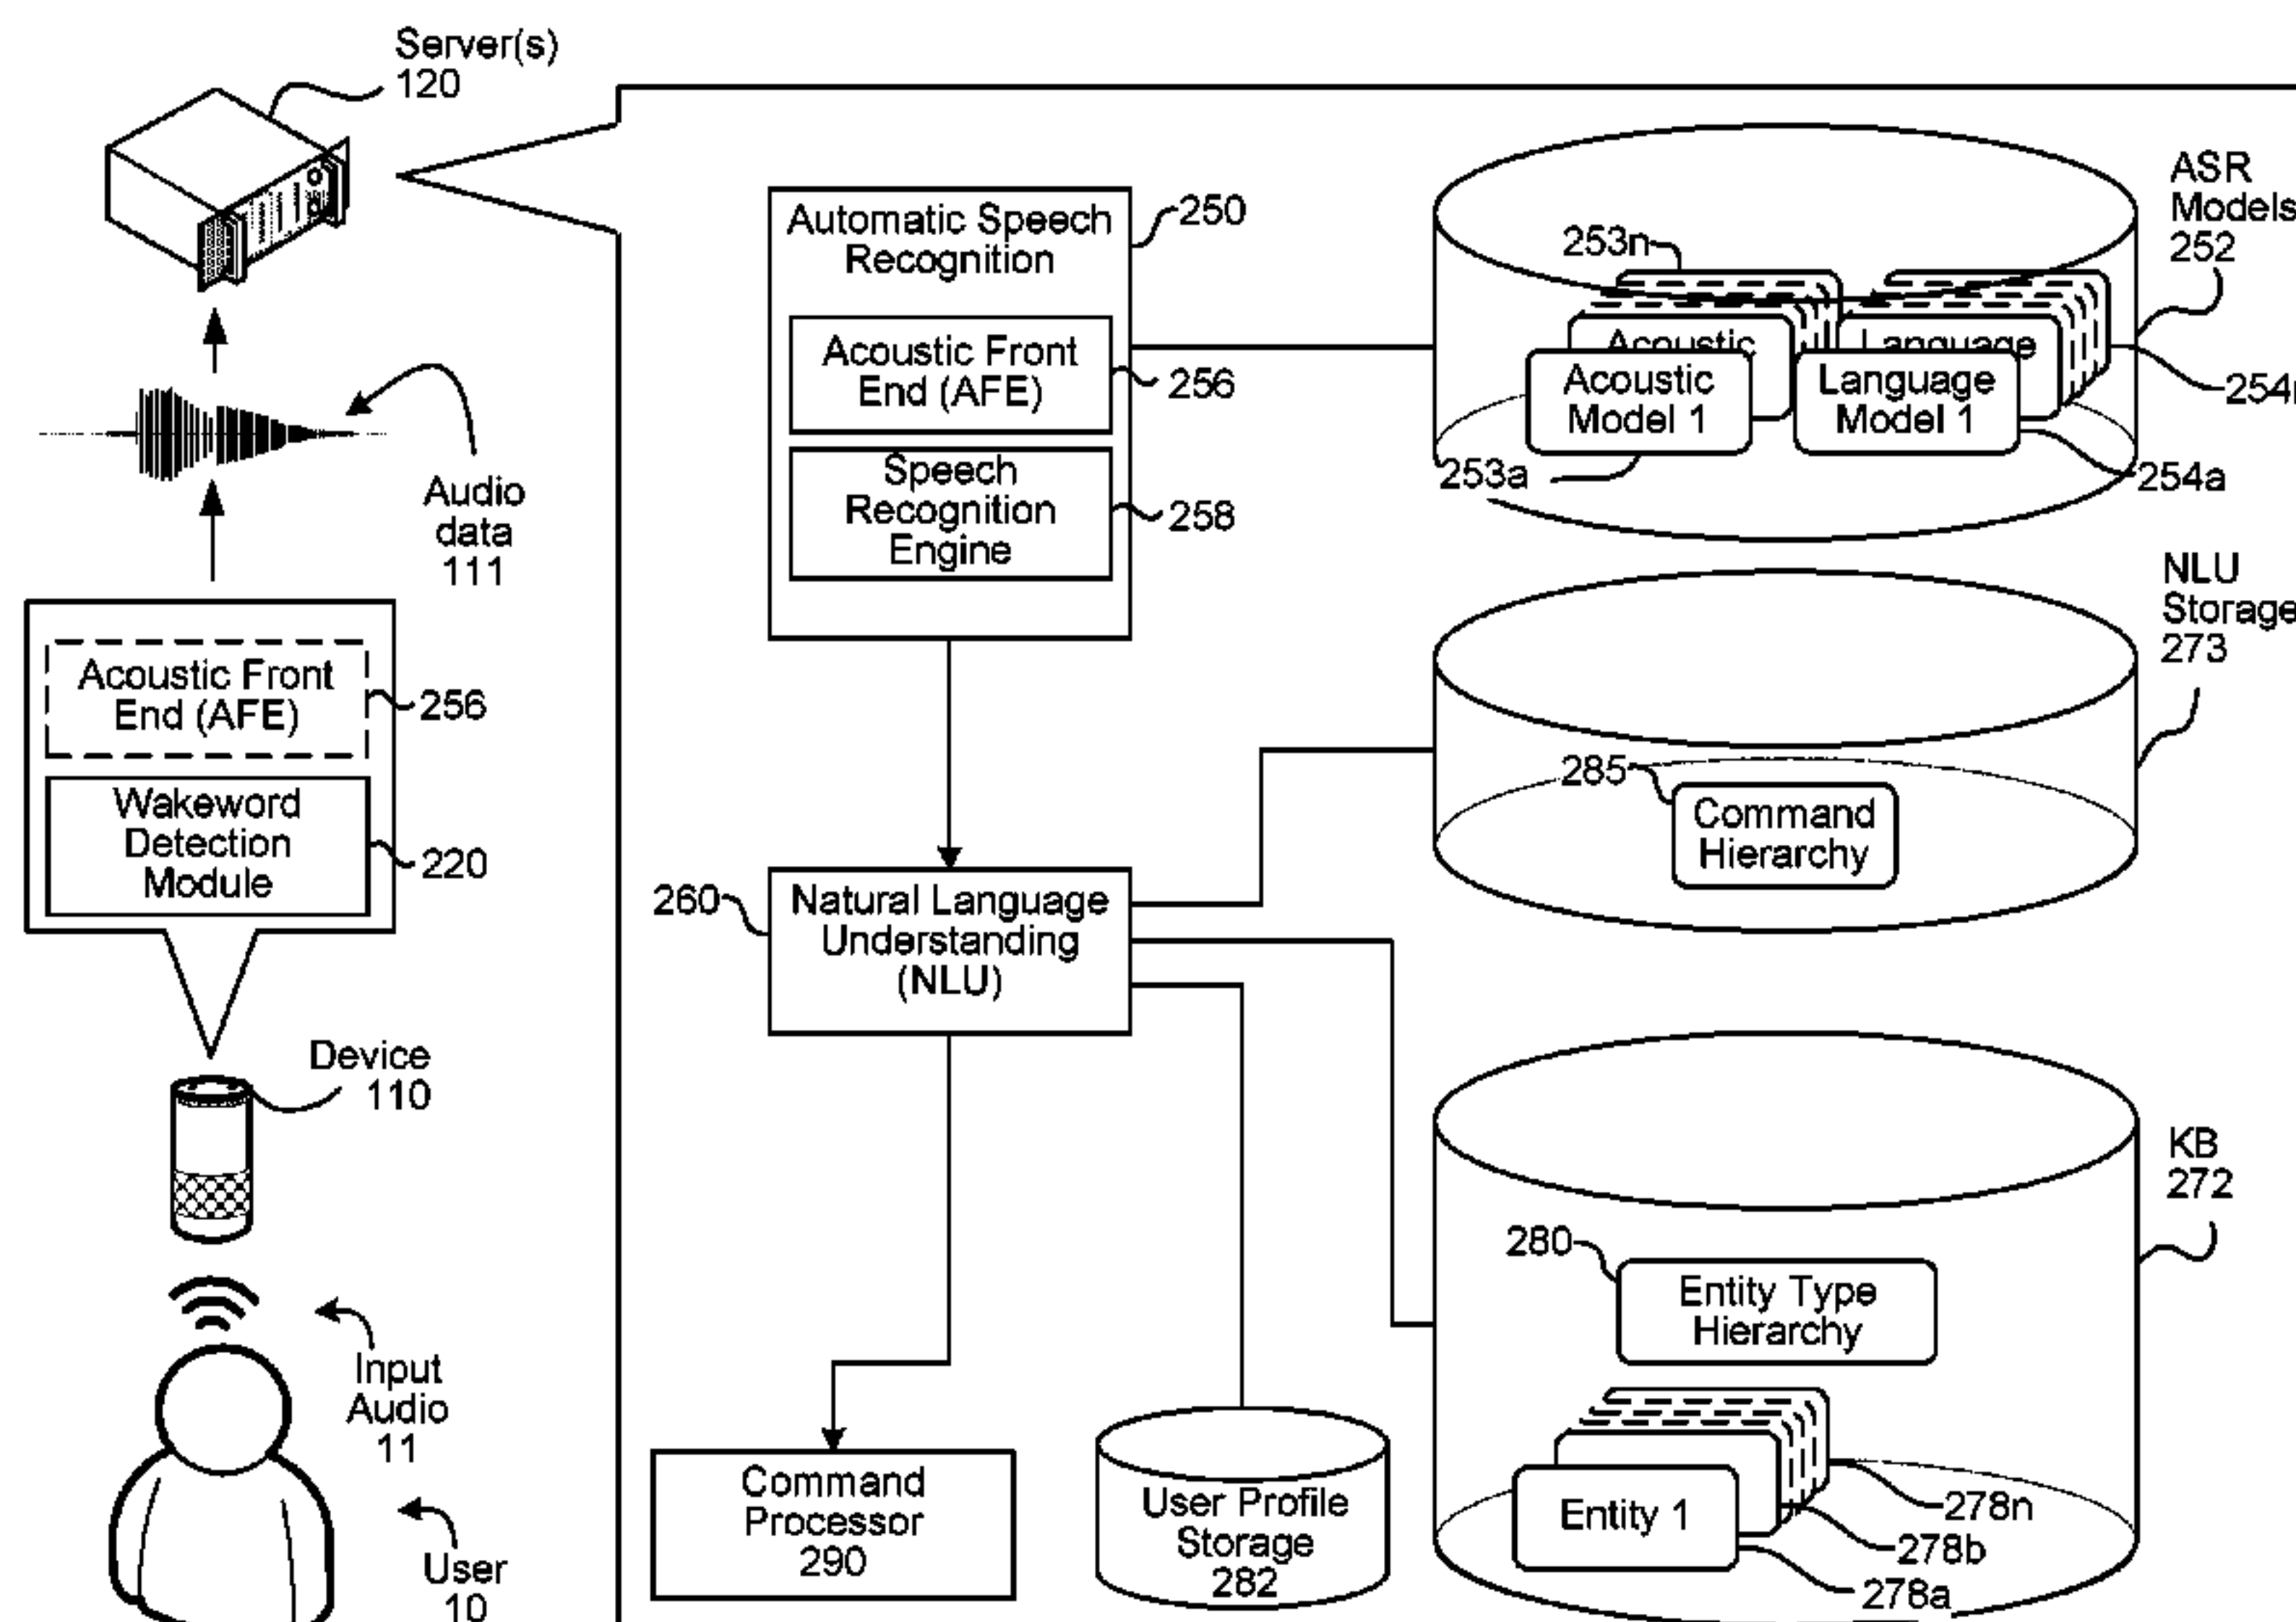 Server(s)
120
Audio
data
111
Acoustic Front
End (AFE)
256
Wakeword
Detection
Module
220
Device
110
Input
Audio
11
User
10
Automatic Speech
Recognition
250
Acoustic Front
End (AFE)
256
Speech
Recognition
Engine
258
260
Natural Language
Understanding
(NLU)
Command
Processor
290
User Profile
Storage
282
ASR
Models
252
253n
Acoustic
Language
Acoustic
Model 1
Language
Model 1
254
253a
254a
NLU
Storage
273
285
Command
Hierarchy
KB
272
280
Entity Type
Hierarchy
Entity 1
278n
278b
278a